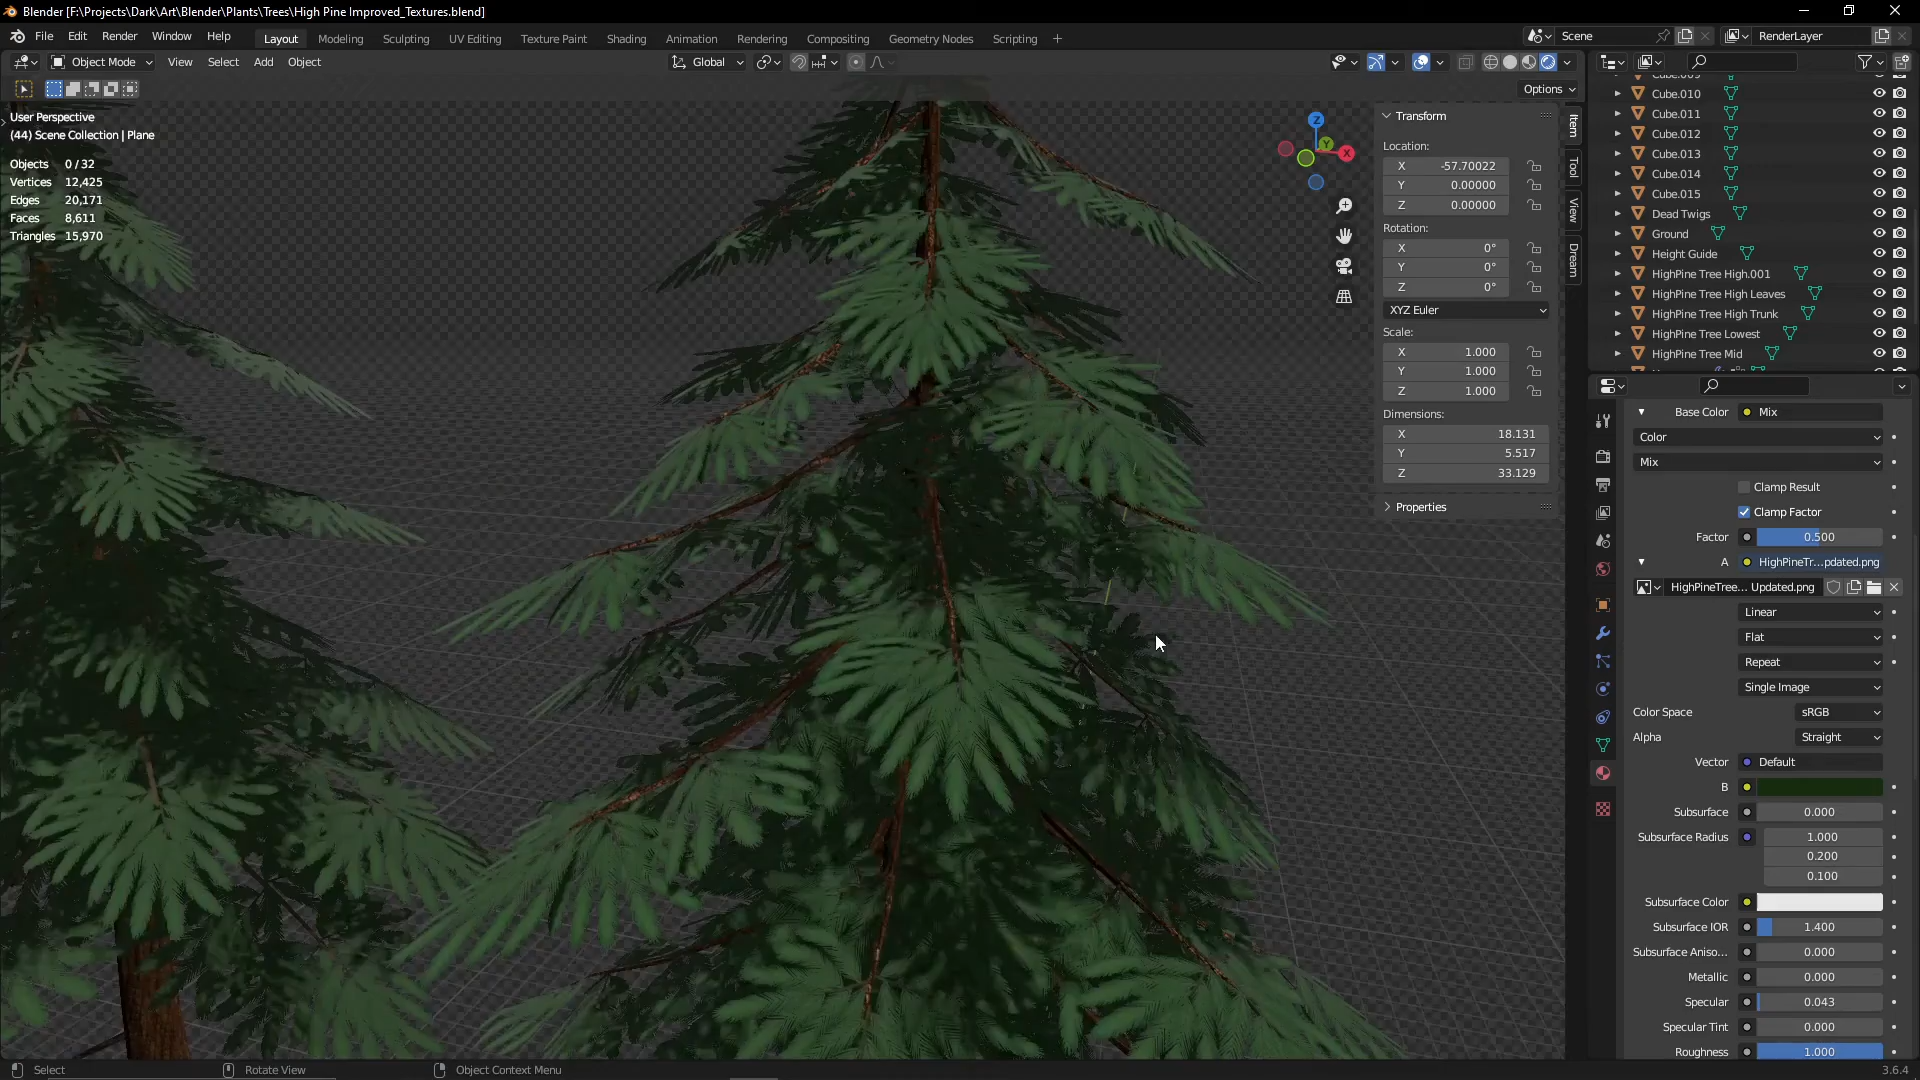 Blender [F:\Projects\Dark\Art\Blender\Plants\Trees\High Pine Improved_Textures.blend]
File Edit Render Window Help Layout Modeling Sculpting UV Editing Texture Paint Shading Animation Rendering Compositing Geometry Nodes Scripting + Scene RenderLayer
Object Mode View Select Add Object Global
Options
User Perspective
(44) Scene Collection | Plane
Objects 0/32
Vertices 12,425
Edges 20,171
Faces 8,611
Triangles 15,970
Z
Y
X
Transform
Location:
X -57.70022
Y 0.00000
Z 0.00000
Rotation:
X 0°
Y 0°
Z 0°
XYZ Euler
Scale:
X 1.000
Y 1.000
Z 1.000
Dimensions:
X 18.131
Y 5.517
Z 33.129
Properties
Item
Tool
View
Dream
Cube.009
Cube.010
Cube.011
Cube.012
Cube.013
Cube.014
Cube.015
Dead Twigs
Ground
Height Guide
HighPine Tree High.001
HighPine Tree High Leaves
HighPine Tree High Trunk
HighPine Tree Lowest
HighPine Tree Mid
Base Color Mix
Color
Mix
Clamp Result
Clamp Factor
Factor 0.500
A HighPineTr...pdated.png
HighPineTree... Updated.png
Linear
Flat
Repeat
Single Image
Color Space sRGB
Alpha Straight
Vector Default
B
Subsurface 0.000
Subsurface Radius 1.000
0.200
0.100
Subsurface Color
Subsurface IOR 1.400
Subsurface Aniso... 0.000
Metallic 0.000
Specular 0.043
Specular Tint 0.000
Roughness 1.000
Select Rotate View Object Context Menu 3.6.4